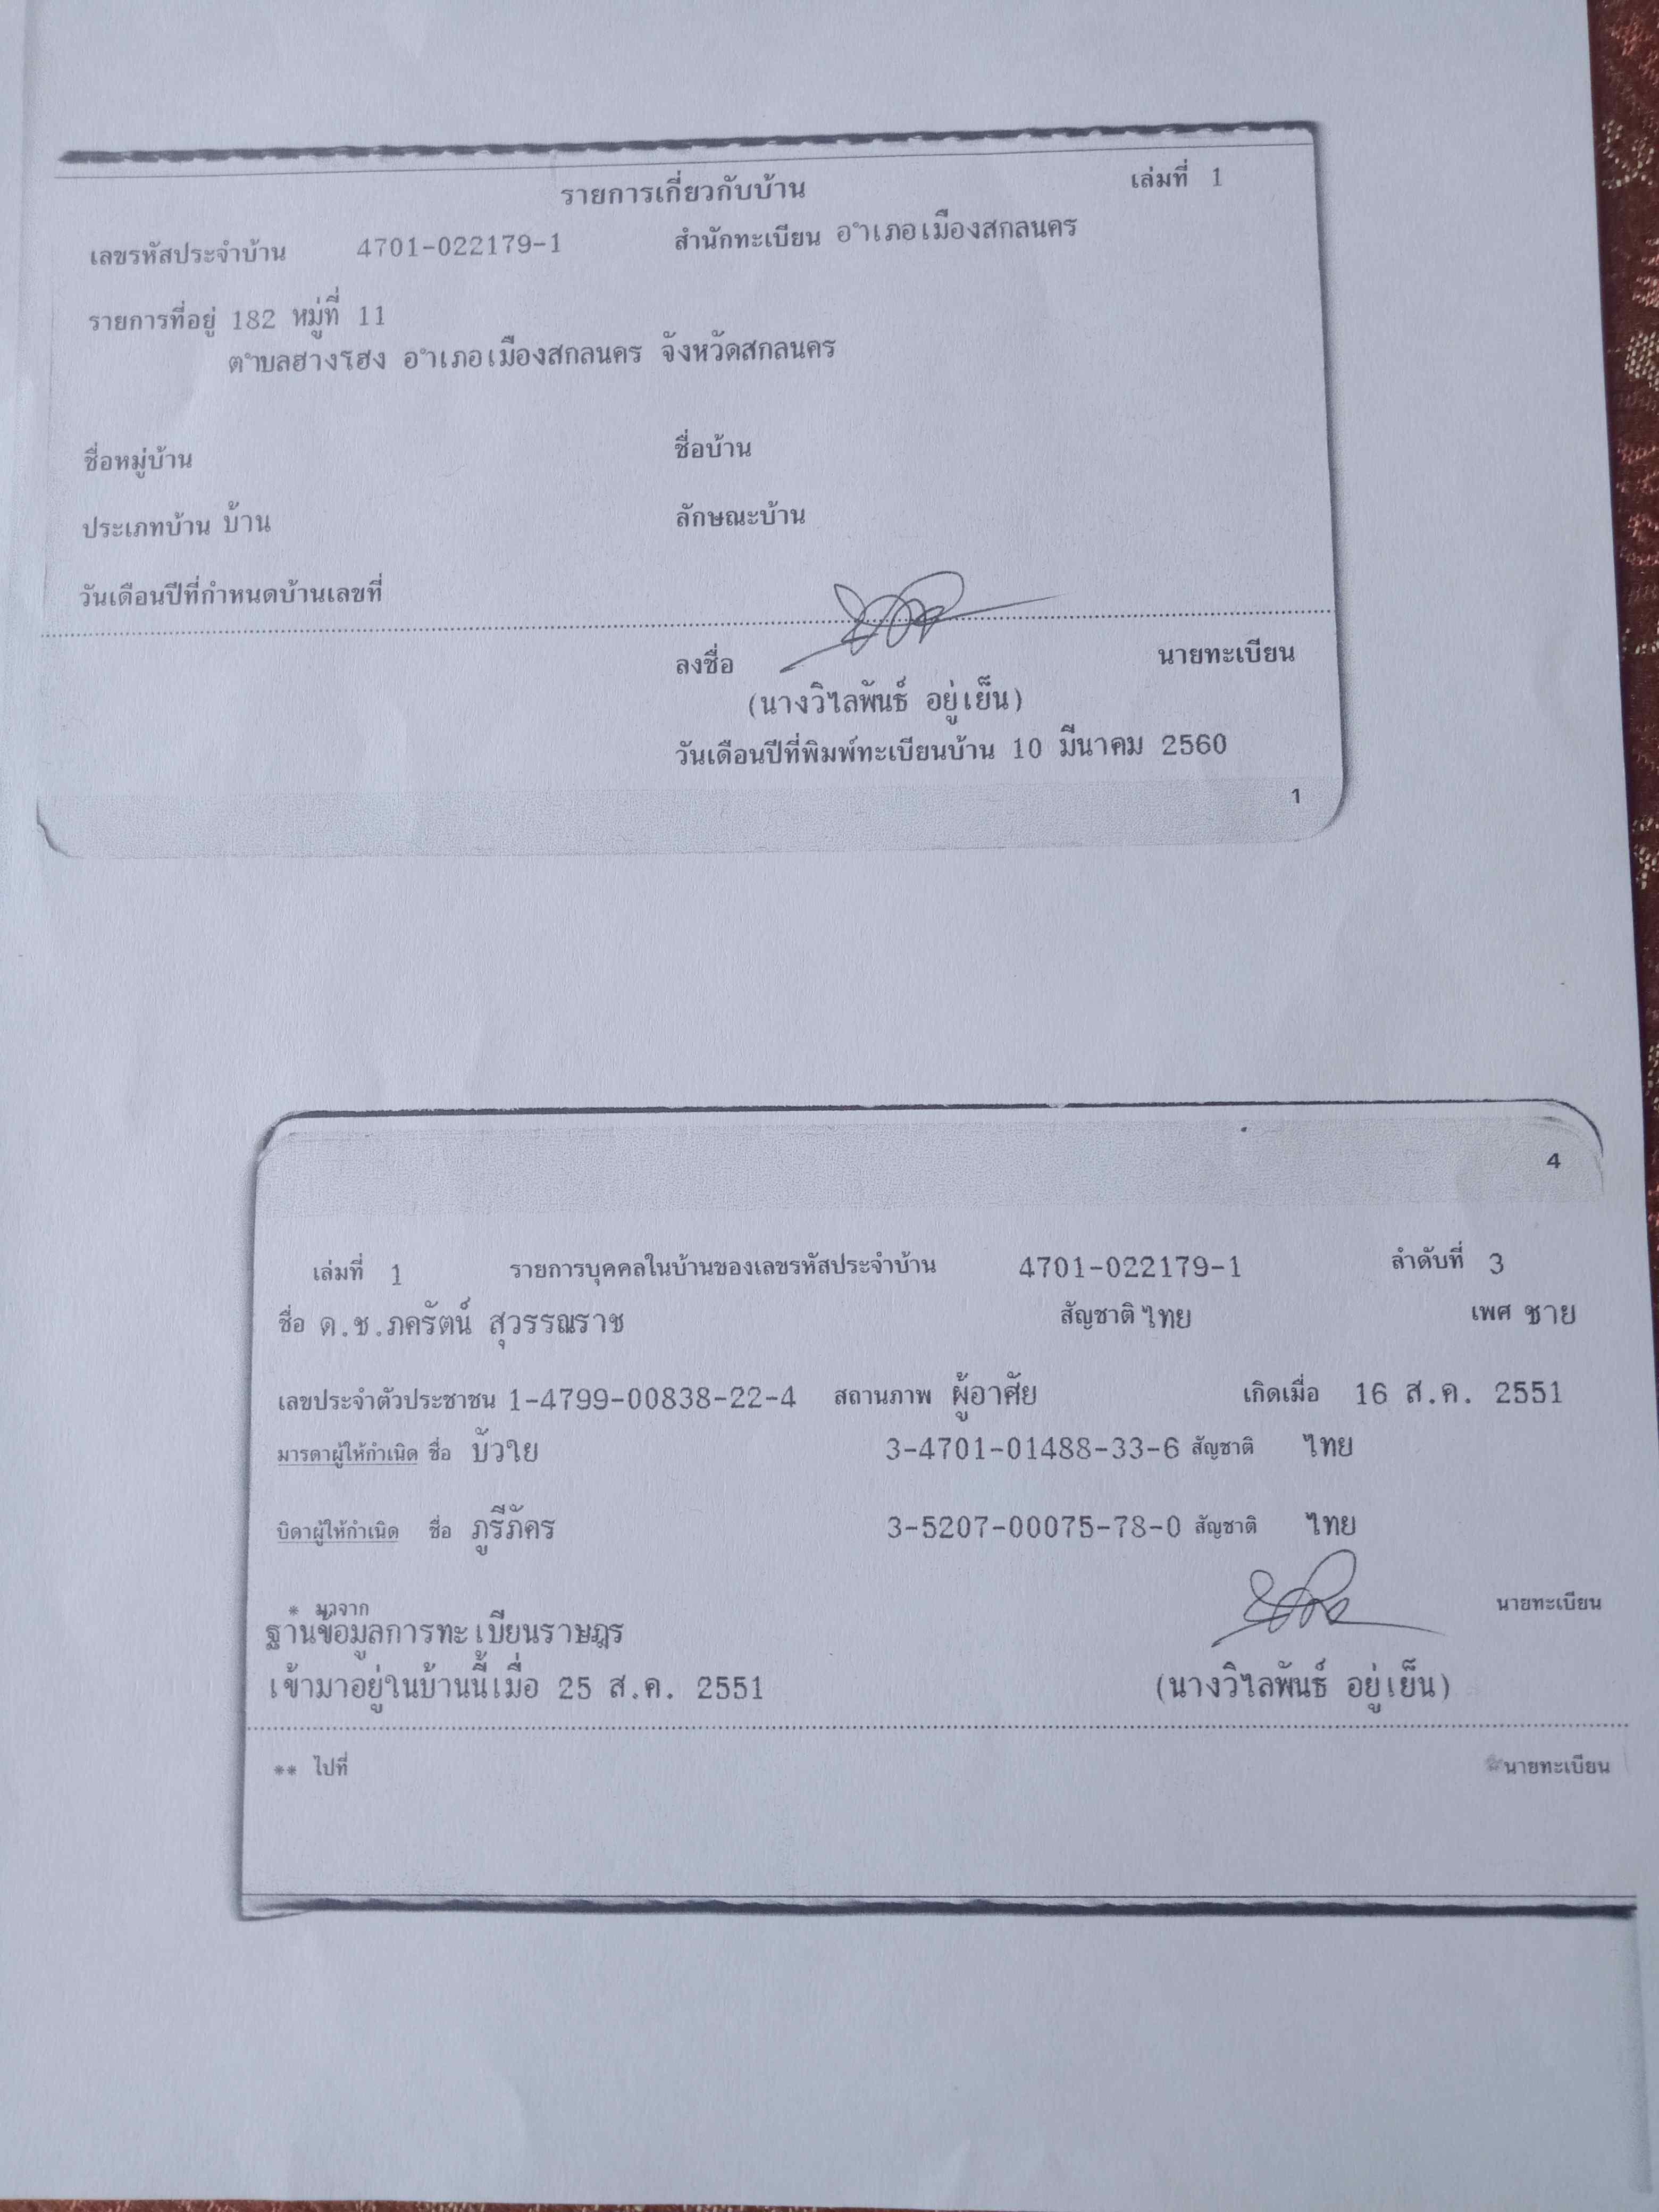 รายการเกี่ยวกับบ้าน เล่มที่ 1
เลขรหัสประจำบ้าน 4701-022179-1 สำนักทะเบียน อำเภอเมืองสกลนคร
รายการที่อยู่ 182 หมู่ที่ 11
ตำบลฮางโฮง อำเภอเมืองสกลนคร จังหวัดสกลนคร
ชื่อหมู่บ้าน ชื่อบ้าน
ประเภทบ้าน บ้าน ลักษณะบ้าน
วันเดือนปีที่กำหนดบ้านเลขที่
ลงชื่อ นายทะเบียน
(นางวิไลพันธ์ อยู่เย็น)
วันเดือนปีที่พิมพ์ทะเบียนบ้าน 10 มีนาคม 2560
1
4
เล่มที่ 1 รายการบุคคลในบ้านของเลขรหัสประจำบ้าน 4701-022179-1 ลำดับที่ 3
ชื่อ ด.ช.ภครัตน์ สุวรรณราช สัญชาติ ไทย เพศ ชาย
เลขประจำตัวประชาชน 1-4799-00838-22-4 สถานภาพ ผู้อาศัย เกิดเมื่อ 16 ส.ค. 2551
มารดาผู้ให้กำเนิด ชื่อ บัวใย 3-4701-01488-33-6 สัญชาติ ไทย
บิดาผู้ให้กำเนิด ชื่อ ภูรีภัคร 3-5207-00075-78-0 สัญชาติ ไทย
* มาจาก นายทะเบียน
ฐานข้อมูลการทะเบียนราษฎร
เข้ามาอยู่ในบ้านนี้เมื่อ 25 ส.ค. 2551 (นางวิไลพันธ์ อยู่เย็น)
** ไปที่ นายทะเบียน